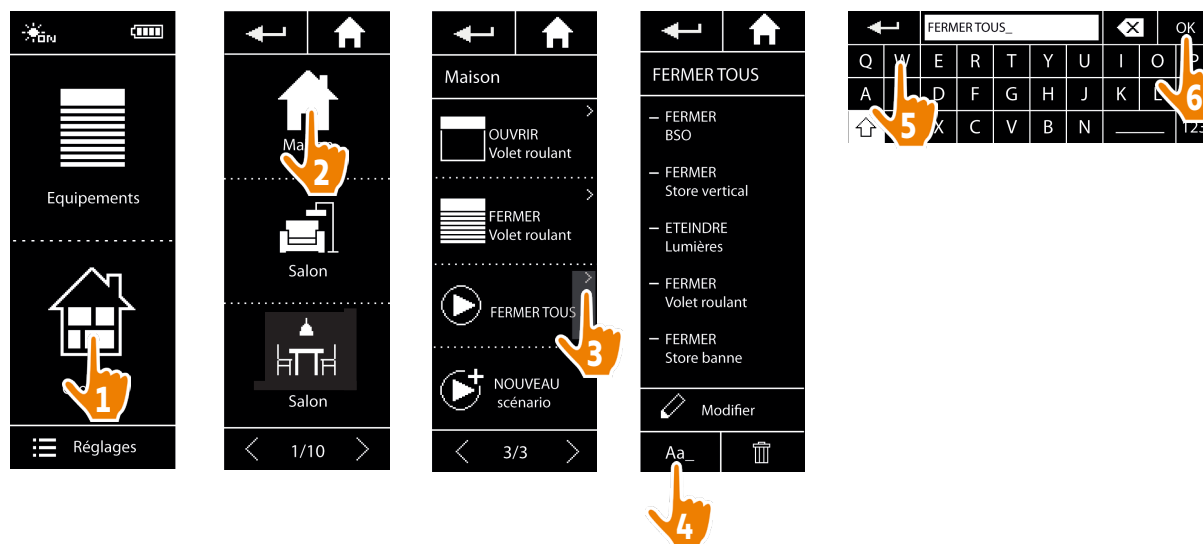 ON
Equipements
1
Réglages
2
Salon
Salon
1/10
Maison
OUVRIR
Volet roulant
FERMER
Volet roulant
FERMER TOUS
3
NOUVEAU
scénario
3/3
FERMER TOUS
– FERMER
BSO
– FERMER
Store vertical
– ETEINDRE
Lumières
– FERMER
Volet roulant
– FERMER
Store banne
Modifier
Aa_
4
FERMER TOUS_ OK
Q W E R T Y U I O P
A D F G H J K L
5
6
X C V B N 123